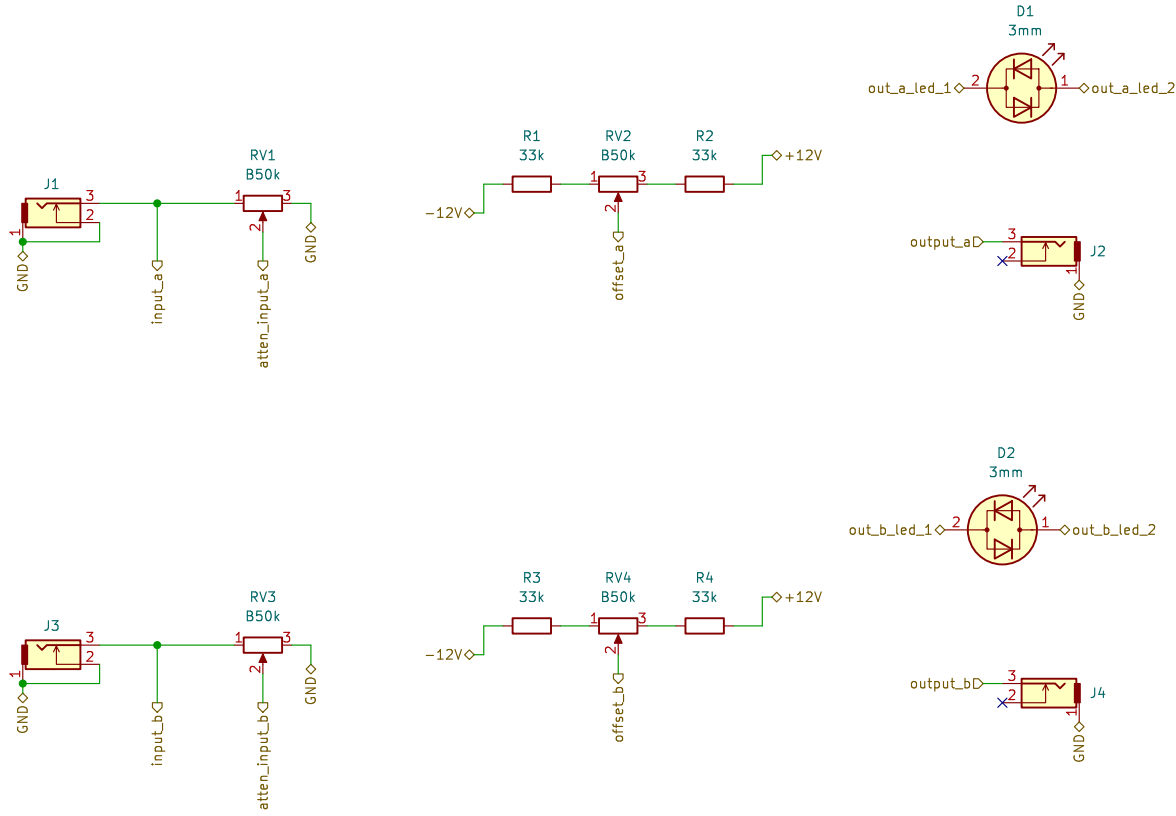 D1
3mm
out_a_led_1
2
1
out_a_led_2
R1
33k
RV2
B50k
R2
33k
+12V
RV1
B50k
1
3
2
-12V
J1
3
2
1
GND
1
3
2
GND
input_a
atten_input_a
offset_a
output_a
3
2
1
J2
GND
D2
3mm
out_b_led_1
2
1
out_b_led_2
R3
33k
RV4
B50k
R4
33k
+12V
RV3
B50k
1
3
2
-12V
J3
3
2
1
GND
1
3
2
GND
input_b
atten_input_b
offset_b
output_b
3
2
1
J4
GND